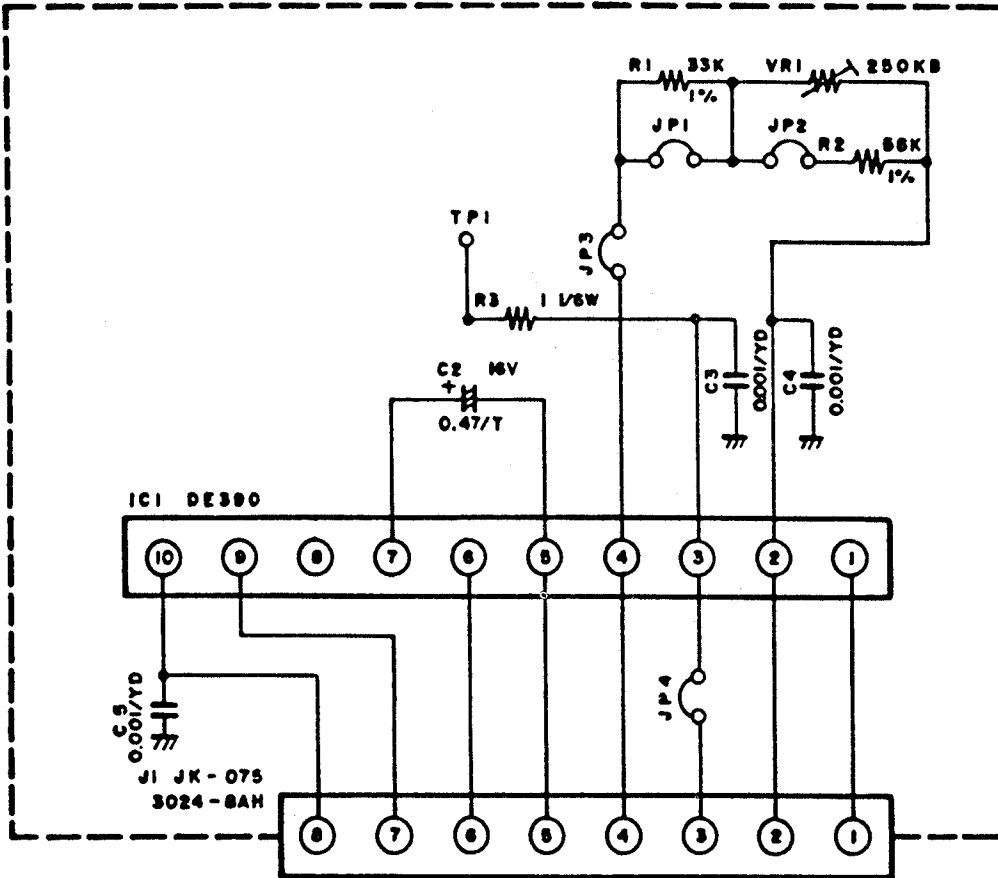 R1 33K
1%
VR1 250KB
JP1
JP2
R2 56K
1%
TP1
JP3
R3 1 1/6W
C2 16V
+
0.47/T
C3
0.001/YD
C4
0.001/YD
IC1 DE390
10 9 8 7 6 5 4 3 2 1
C5
0.001/YD
JP4
J1 JK-075
3024-8AH
8 7 6 5 4 3 2 1